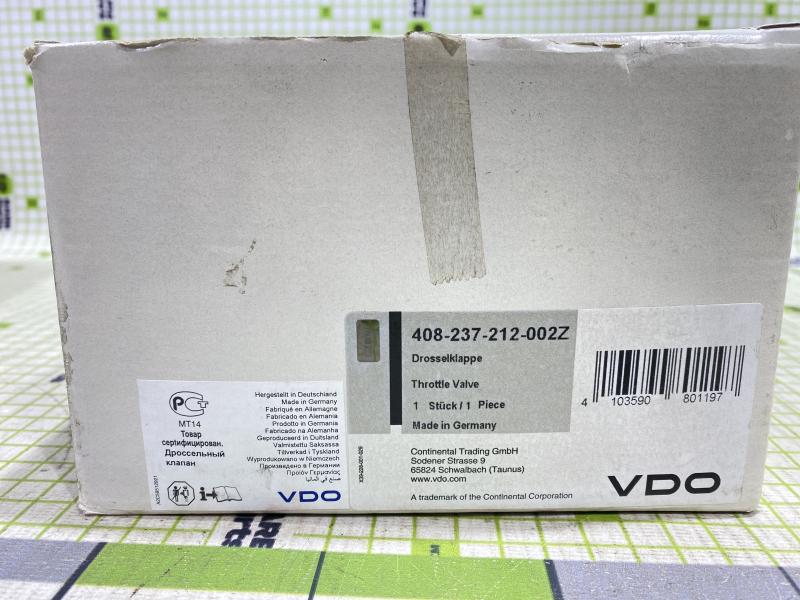 408-237-212-002Z
Drosselklappe
Throttle Valve
1 Stück / 1 Piece
Made in Germany
4 103590 801197
Continental Trading GmbH
Sodener Strasse 9
65824 Schwalbach (Taunus)
www.vdo.com
A trademark of the Continental Corporation
VDO
МТ14
Товар
сертифицирован.
Дроссельный
клапан
Hergestellt in Deutschland
Made in Germany
Fabriqué en Allemagne
Fabricado en Alemania
Prodotto in Germania
Fabricado na Alemanha
Geproduceerd in Duitsland
Valmistettu Saksassa
Tillverkad i Tyskland
Wyprodukowano w Niemczech
Произведено в Германии
Προϊόν Γερμανίας
صنع في ألمانيا
VDO